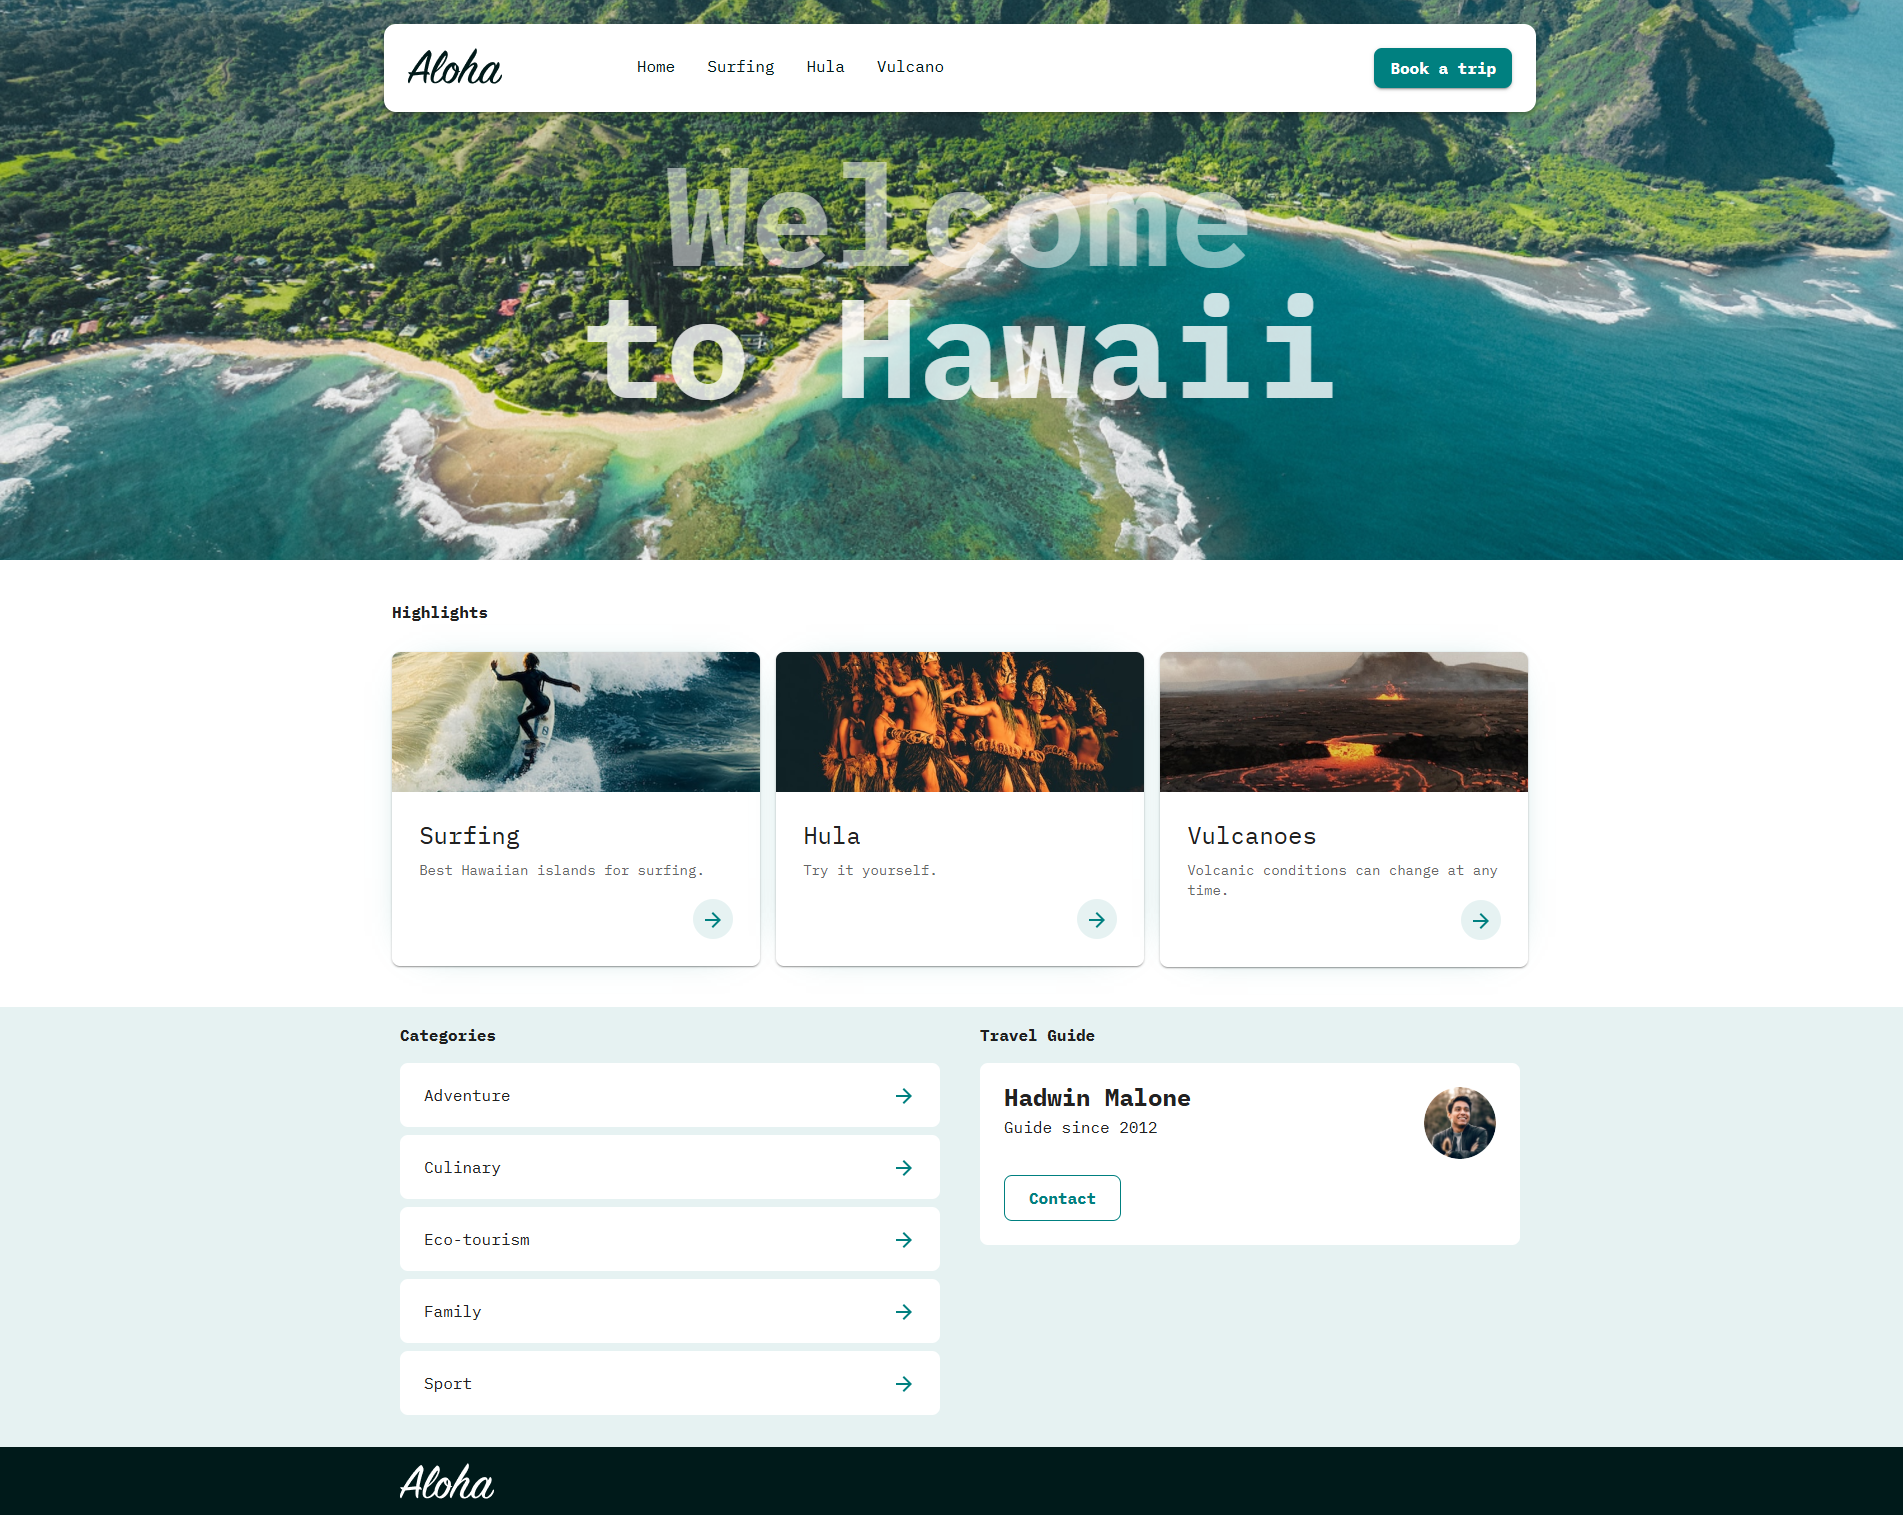 Aloha
Home
Surfing
Hula
Vulcano
Book a trip
Welcome
to Hawaii
Highlights
Surfing
Best Hawaiian islands for surfing.
Hula
Try it yourself.
Vulcanoes
Volcanic conditions can change at any
time.
Categories
Adventure
Culinary
Eco-tourism
Family
Sport
Travel Guide
Hadwin Malone
Guide since 2012
Contact
Aloha